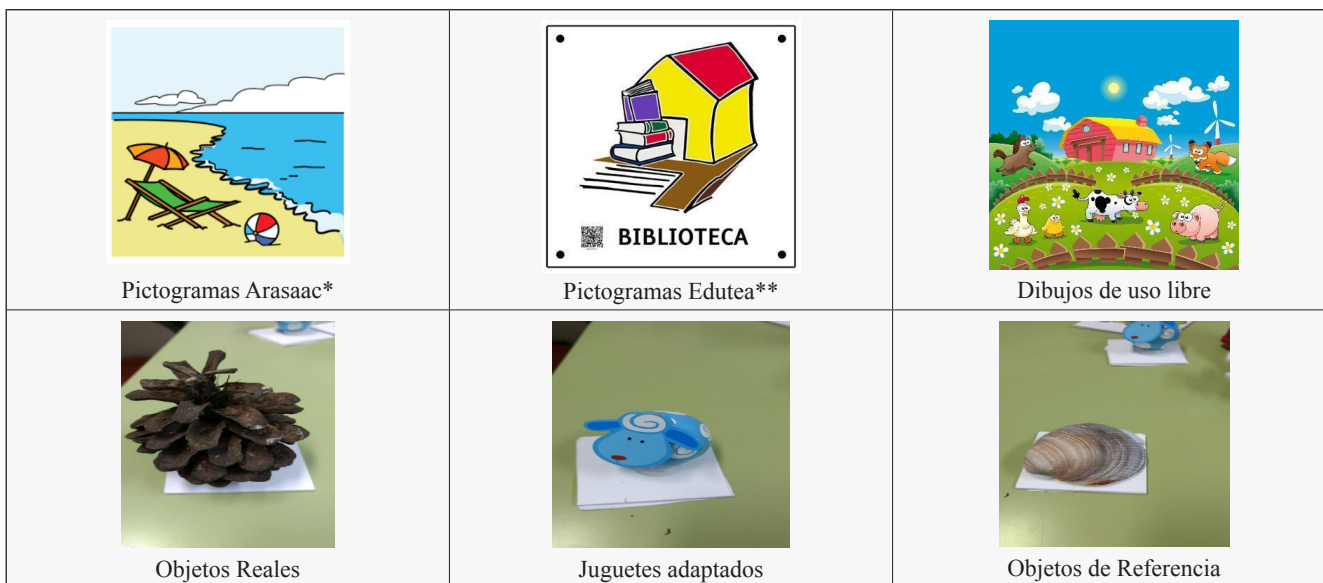 BIBLIOTECA
Pictogramas Arasaac*
Pictogramas Edutea**
Dibujos de uso libre
Objetos Reales
Juguetes adaptados
Objetos de Referencia